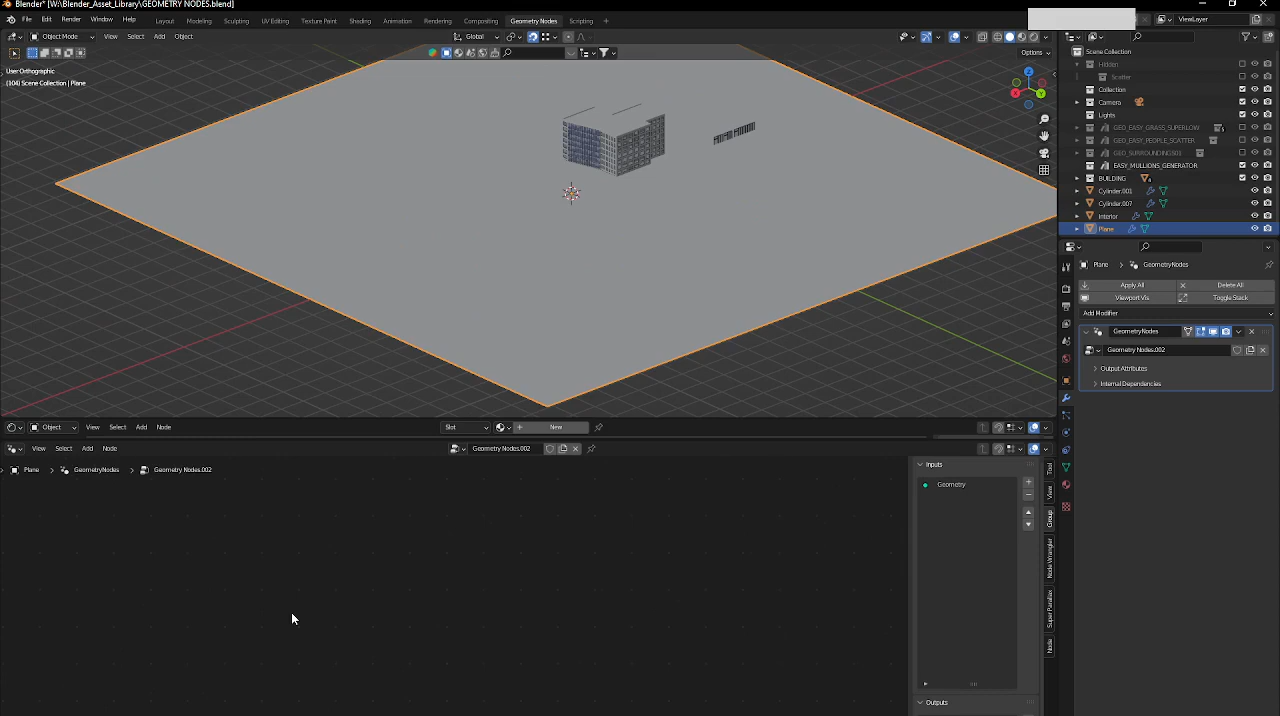 Blender* [W:\Blender_Asset_Library\GEOMETRY NODES.blend]
File Edit Render Window Help Layout Modeling Sculpting UV Editing Texture Paint Shading Animation Rendering Compositing Geometry Nodes Scripting + ViewLayer
Object Mode View Select Add Object Global
Options
User Orthographic
(104) Scene Collection | Plane
Z
X
Y
Scene Collection
Hidden
Scatter
Collection
Camera
Lights
GEO_EASY_GRASS_SUPERLOW
GEO_EASY_PEOPLE_SCATTER
EASY_MULLIONS_GENERATOR
BUILDING
Cylinder.001
Cylinder.007
Interior
Plane
Plane > GeometryNodes
Apply All Delete All
Viewport Vis Toggle Stack
Add Modifier
GeometryNodes
Geometry Nodes.002
Output Attributes
Internal Dependencies
Object View Select Add Node Slot New
View Select Add Node Geometry Nodes.002
Plane > GeometryNodes > Geometry Nodes.002
Inputs
Geometry
Outputs
Tool
View
Group
Node Wrangler
Super Parallax
Node